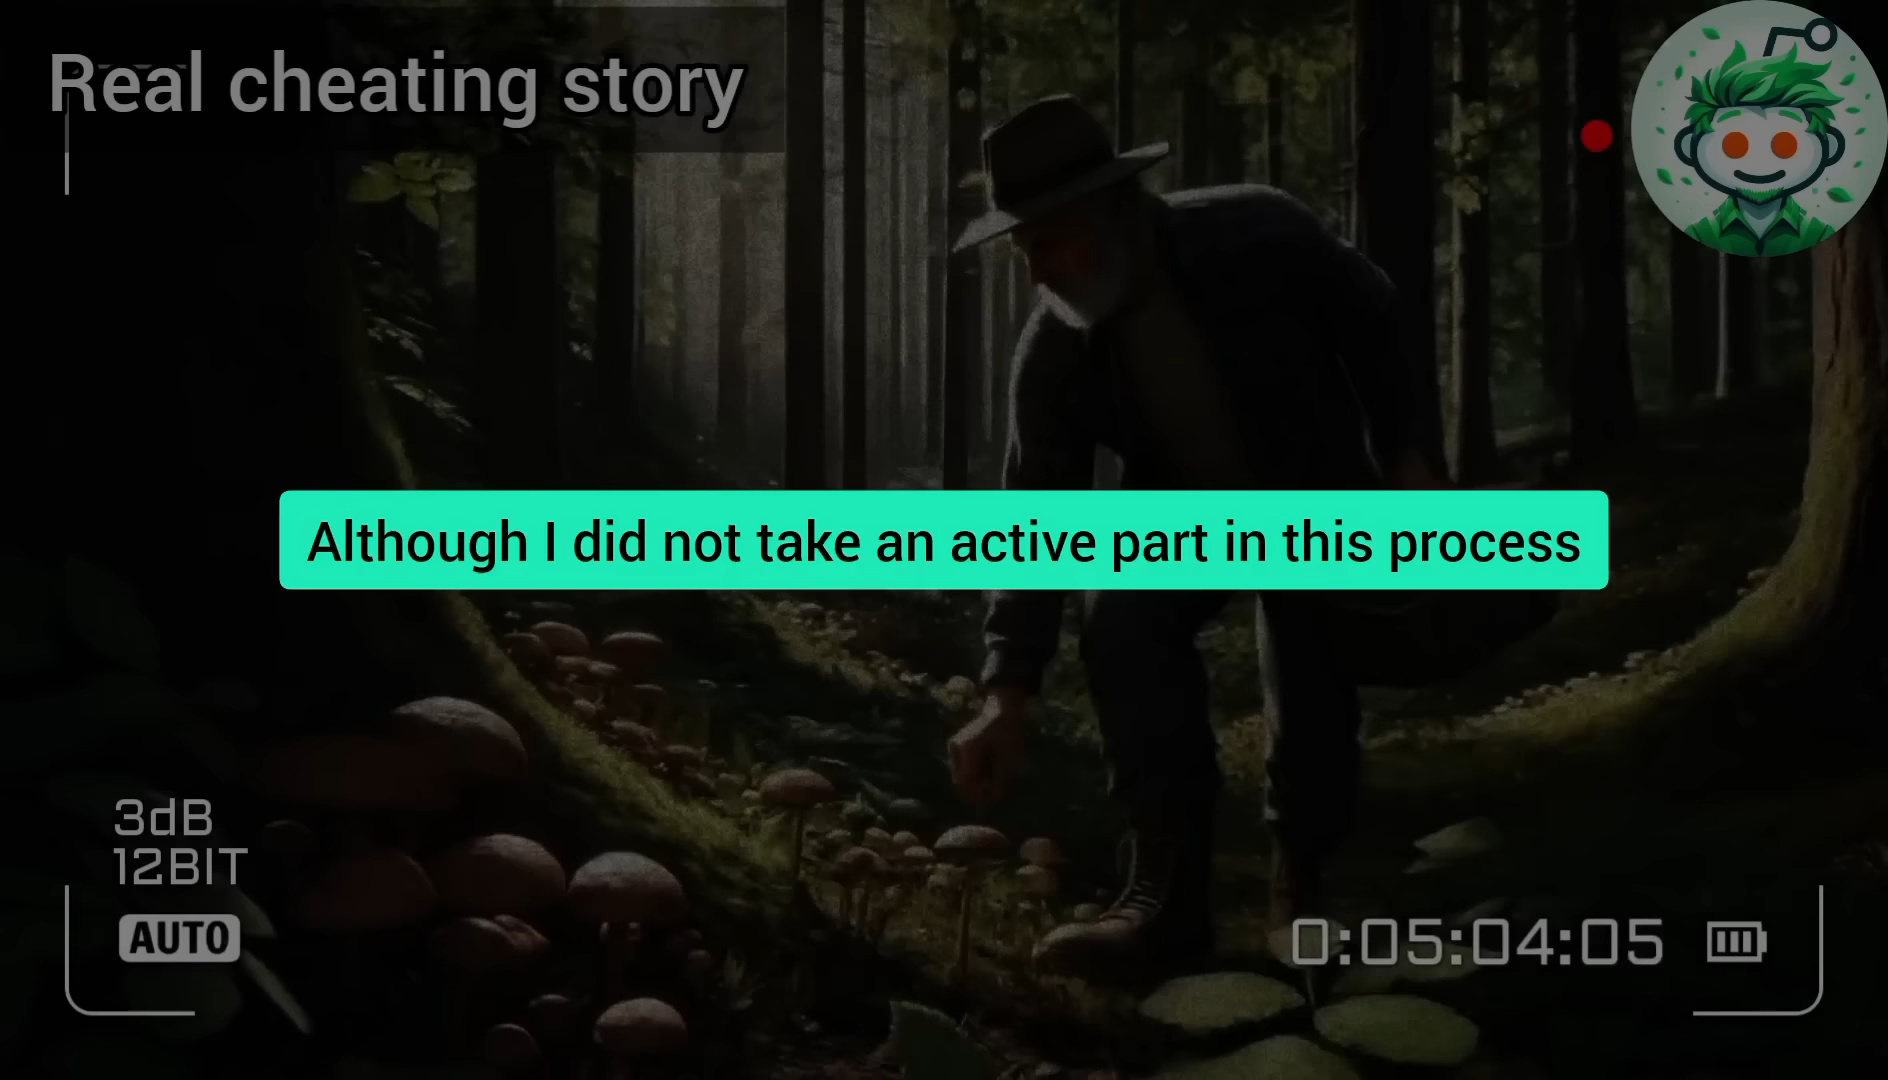 Real cheating story
Although I did not take an active part in this process
3dB
12BIT
AUTO
0:05:04:05